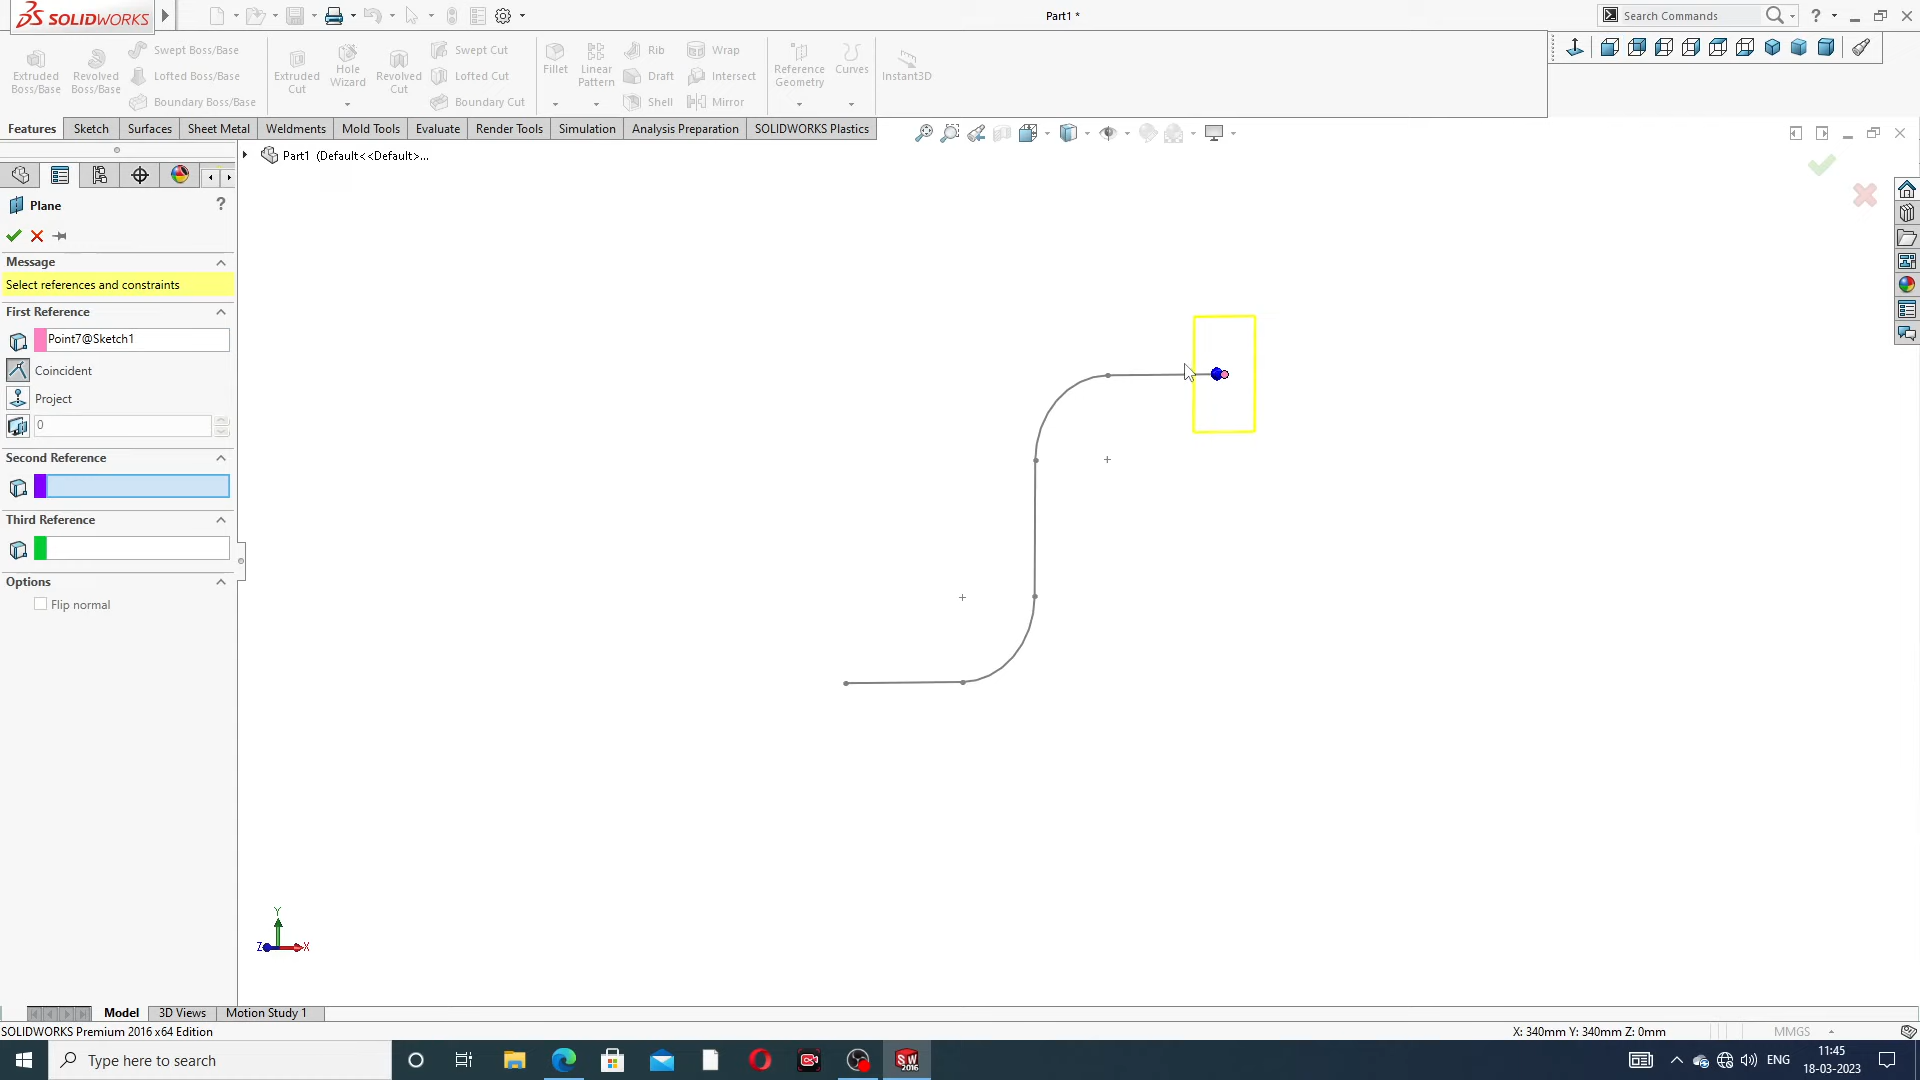 SOLIDWORKS
Part1 *
Search Commands
Extruded Boss/Base
Revolved Boss/Base
Swept Boss/Base
Lofted Boss/Base
Boundary Boss/Base
Extruded Cut
Hole Wizard
Revolved Cut
Swept Cut
Lofted Cut
Boundary Cut
Fillet
Linear Pattern
Rib
Draft
Shell
Wrap
Intersect
Mirror
Reference Geometry
Curves
Instant3D
Features
Sketch
Surfaces
Sheet Metal
Weldments
Mold Tools
Evaluate
Render Tools
Simulation
Analysis Preparation
SOLIDWORKS Plastics
Part1 (Default<<Default>...
Plane
?
Message
Select references and constraints
First Reference
Point7@Sketch1
Coincident
Project
0
Second Reference
Third Reference
Options
Flip normal
Y
Z
X
Model
3D Views
Motion Study 1
SOLIDWORKS Premium 2016 x64 Edition
X: 340mm Y: 340mm Z: 0mm
MMGS
Type here to search
SW
2016
ENG
11:45
18-03-2023